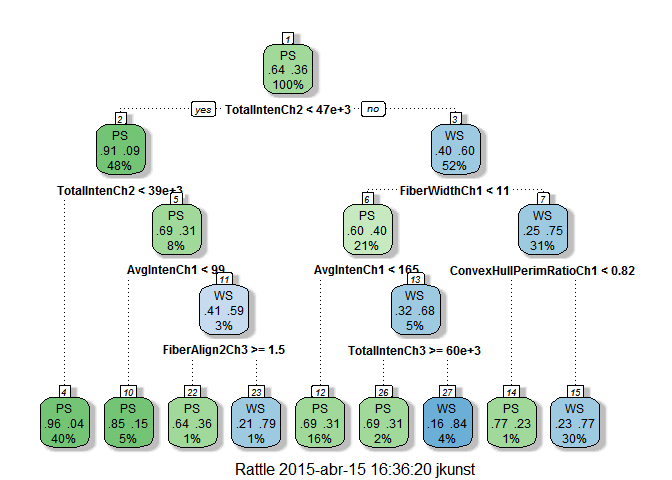 1
PS
.64 .36
100%
yes TotalIntenCh2 < 47e+3 no
2
PS
.91 .09
48%
3
WS
.40 .60
52%
TotalIntenCh2 < 39e+3
FiberWidthCh1 < 11
5
PS
.69 .31
8%
6
PS
.60 .40
21%
7
WS
.25 .75
31%
AvgIntenCh1 < 99
AvgIntenCh1 < 165
ConvexHullPerimRatioCh1 < 0.82
11
WS
.41 .59
3%
13
WS
.32 .68
5%
FiberAlign2Ch3 >= 1.5
TotalIntenCh3 >= 60e+3
4
PS
.96 .04
40%
10
PS
.85 .15
5%
22
PS
.64 .36
1%
23
WS
.21 .79
1%
12
PS
.69 .31
16%
26
PS
.69 .31
2%
27
WS
.16 .84
4%
14
PS
.77 .23
1%
15
WS
.23 .77
30%
Rattle 2015-abr-15 16:36:20 jkunst